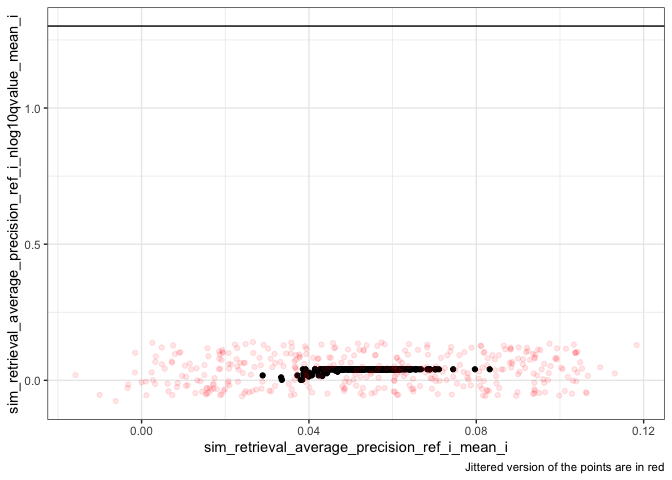 sim_retrieval_average_precision_ref_i_nlog10qvalue_mean_i
1.0
0.5
0.0
0.00
0.04
0.08
0.12
sim_retrieval_average_precision_ref_i_mean_i
Jittered version of the points are in red